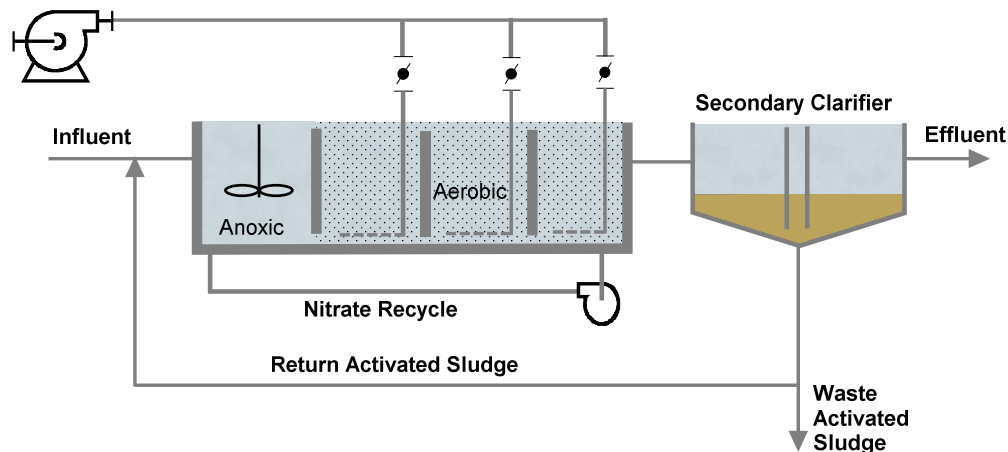 Secondary Clarifier
Influent
Effluent
Aerobic
Anoxic
Nitrate Recycle
Return Activated Sludge
Waste
Activated
Sludge